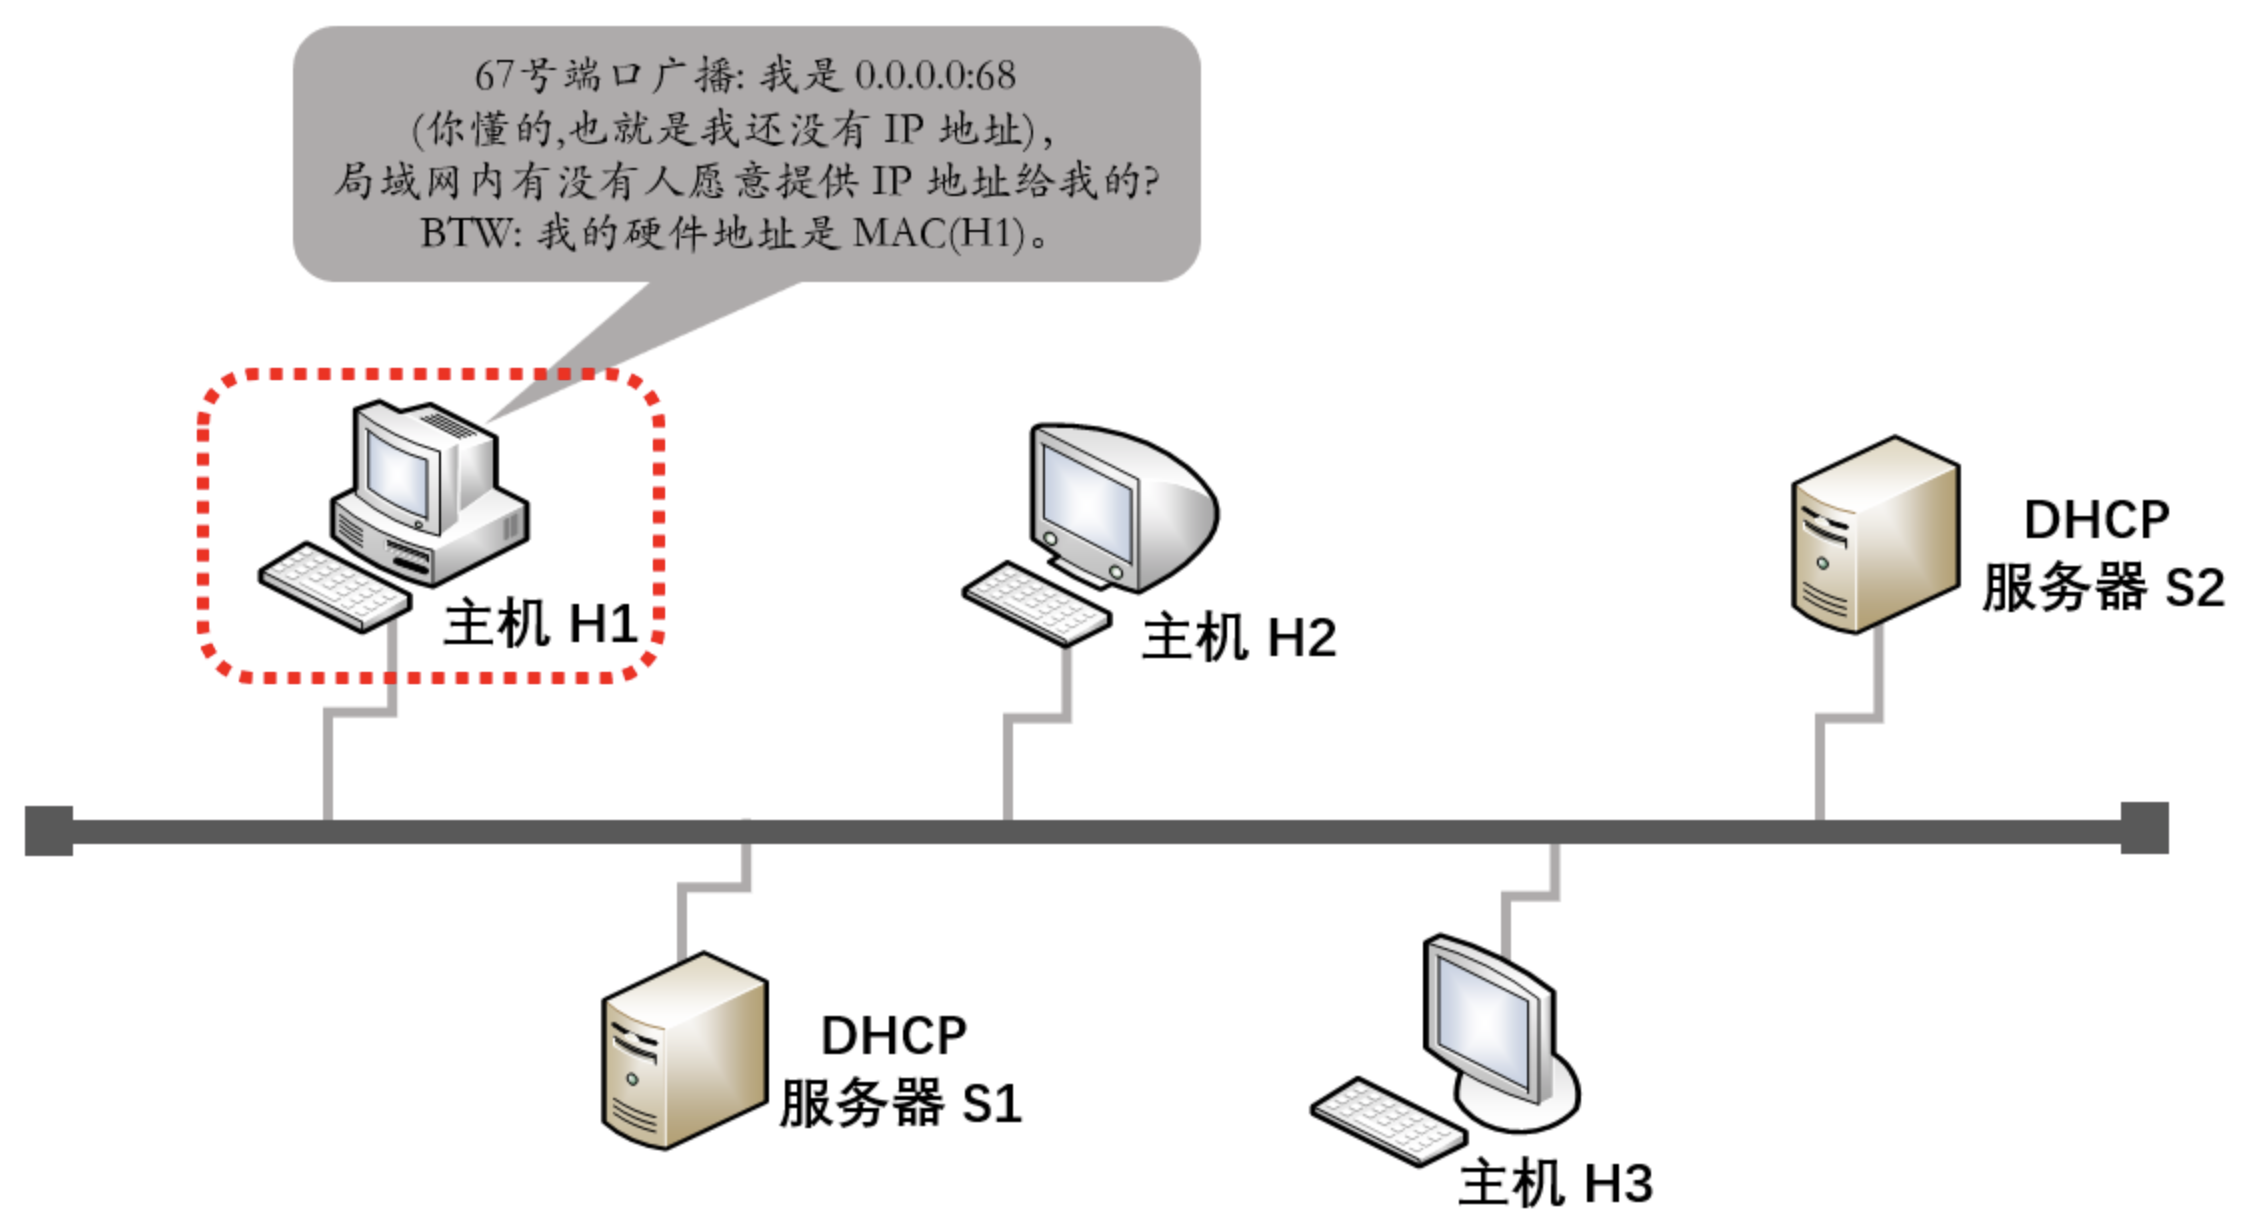 67号端口广播: 我是 0.0.0.0:68
(你懂的,也就是我还没有 IP 地址),
局域网内有没有人愿意提供 IP 地址给我的?
BTW: 我的硬件地址是 MAC(H1)。
主机 H1
主机 H2
DHCP
服务器 S2
DHCP
服务器 S1
主机 H3